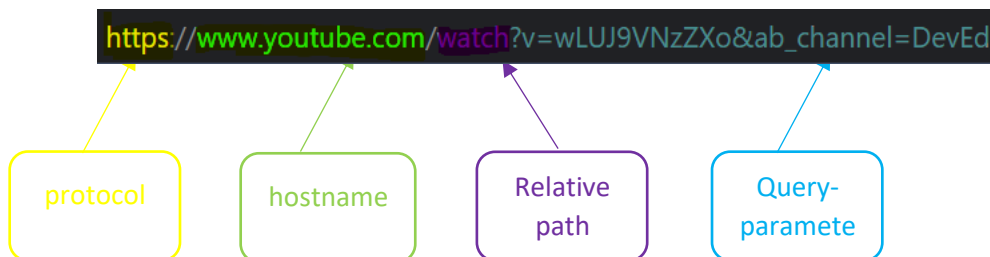 https://www.youtube.com/watch?v=wLUJ9VNzZXo&ab_channel=DevEd
protocol
hostname
Relative
path
Query-
paramete